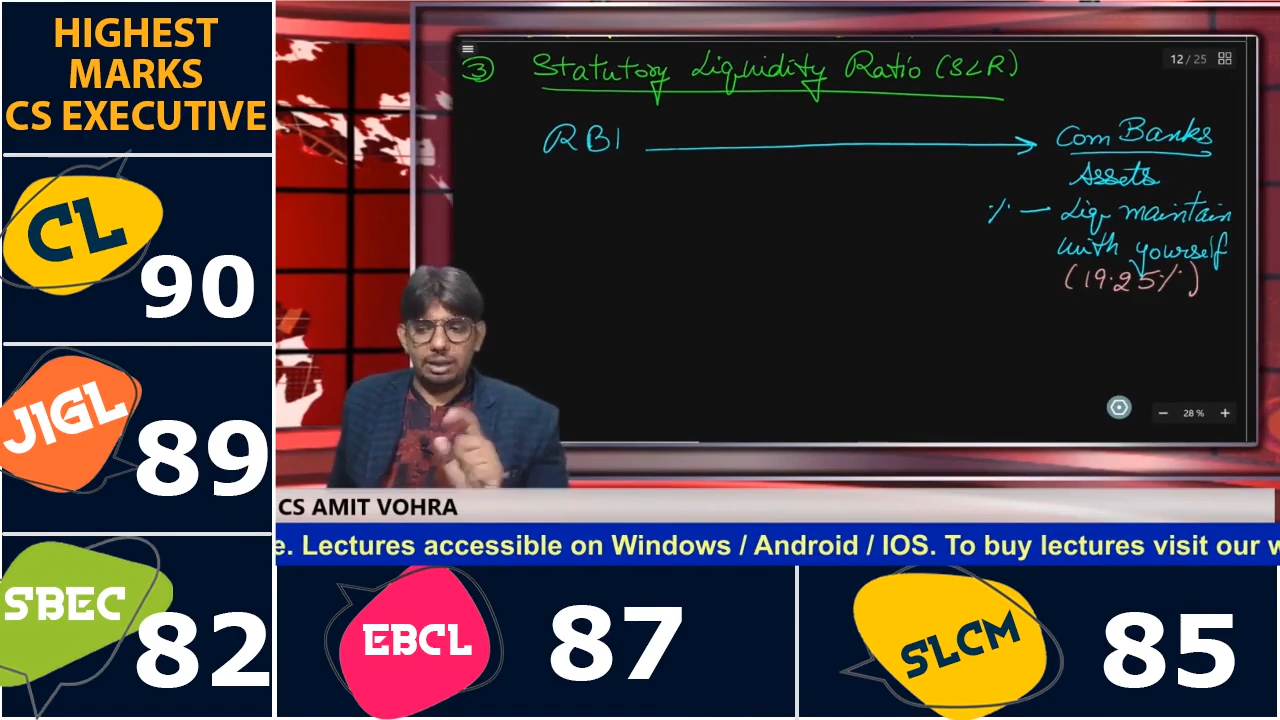 HIGHEST
MARKS
CS EXECUTIVE
CL
90
JIGL
89
SBEC
82
EBCL
87
SLCM
85
12 / 25
3 Statutory Liquidity Ratio (SLR)
RBI
Com Banks
Assets
% — Liq. maintain
with yourself
(19.25%)
28 %
CS AMIT VOHRA
e. Lectures accessible on Windows / Android / IOS. To buy lectures visit our w